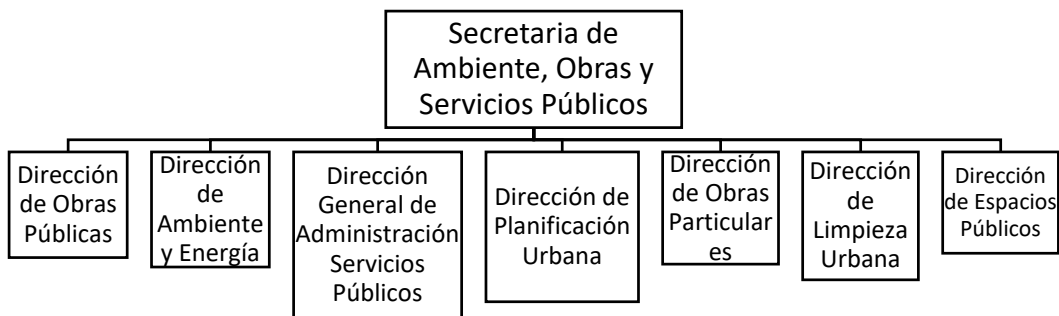 Secretaria de
Ambiente, Obras y
Servicios Públicos
Dirección
de Obras
Públicas
Dirección
de
Ambiente
y Energía
Dirección
General de
Administración
Servicios
Públicos
Dirección de
Planificación
Urbana
Dirección
de Obras
Particular
es
Dirección
de
Limpieza
Urbana
Dirección
de Espacios
Públicos